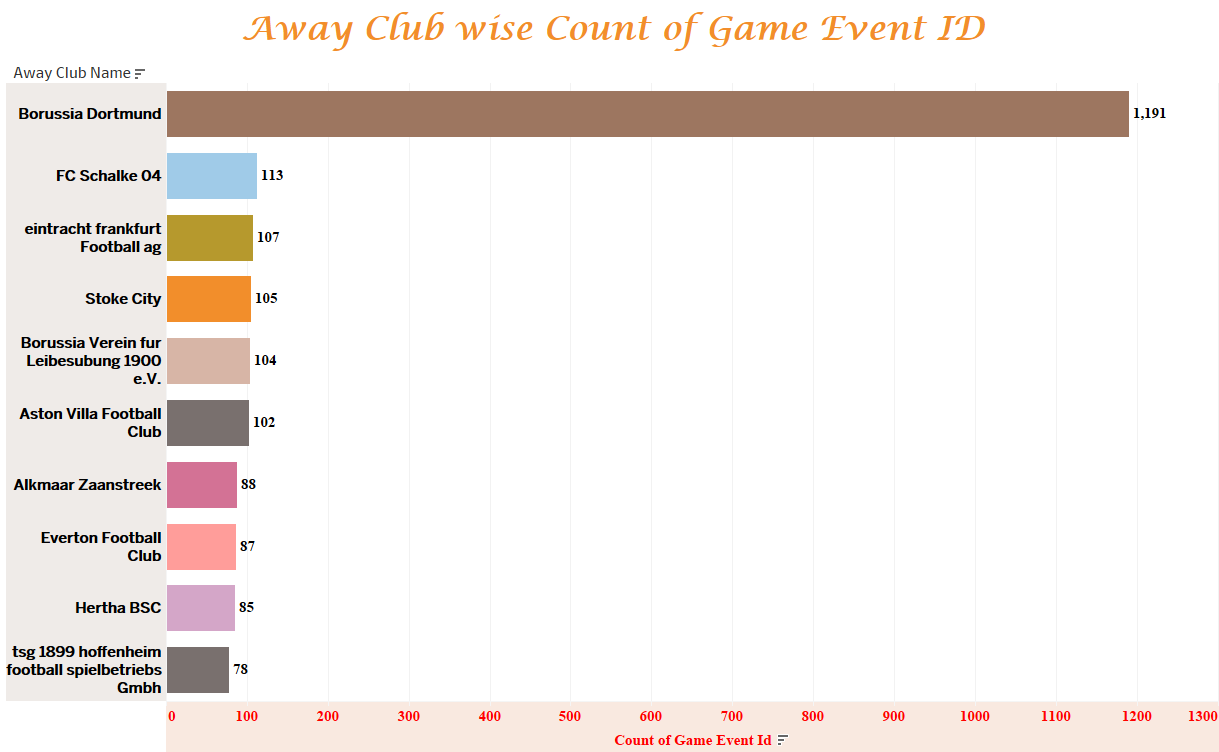 Away Club wise Count of Game Event ID
Away Club Name
Borussia Dortmund
1,191
FC Schalke 04
113
eintracht frankfurt
Football ag
107
Stoke City
105
Borussia Verein fur
Leibesubung 1900
e.V.
104
Aston Villa Football
Club
102
Alkmaar Zaanstreek
88
Everton Football
Club
87
Hertha BSC
85
tsg 1899 hoffenheim
football spielbetriebs
Gmbh
78
0 100 200 300 400 500 600 700 800 900 1000 1100 1200 1300
Count of Game Event Id